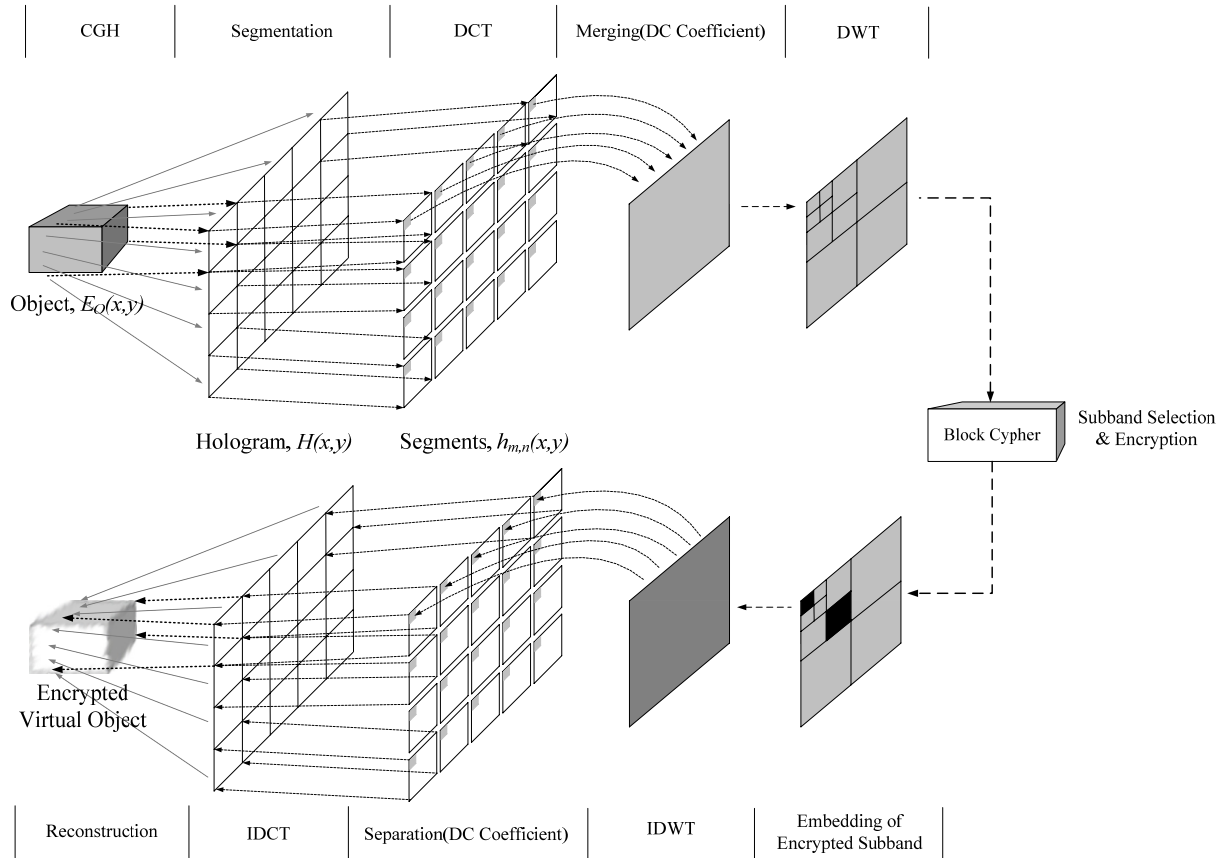 CGH
Segmentation
DCT
Merging(DC Coefficient)
DWT
Object, E_O(x,y)
Hologram, H(x,y)
Segments, h_{m,n}(x,y)
Block Cypher
Subband Selection
& Encryption
Encrypted
Virtual Object
Reconstruction
IDCT
Separation(DC Coefficient)
IDWT
Embedding of
Encrypted Subband